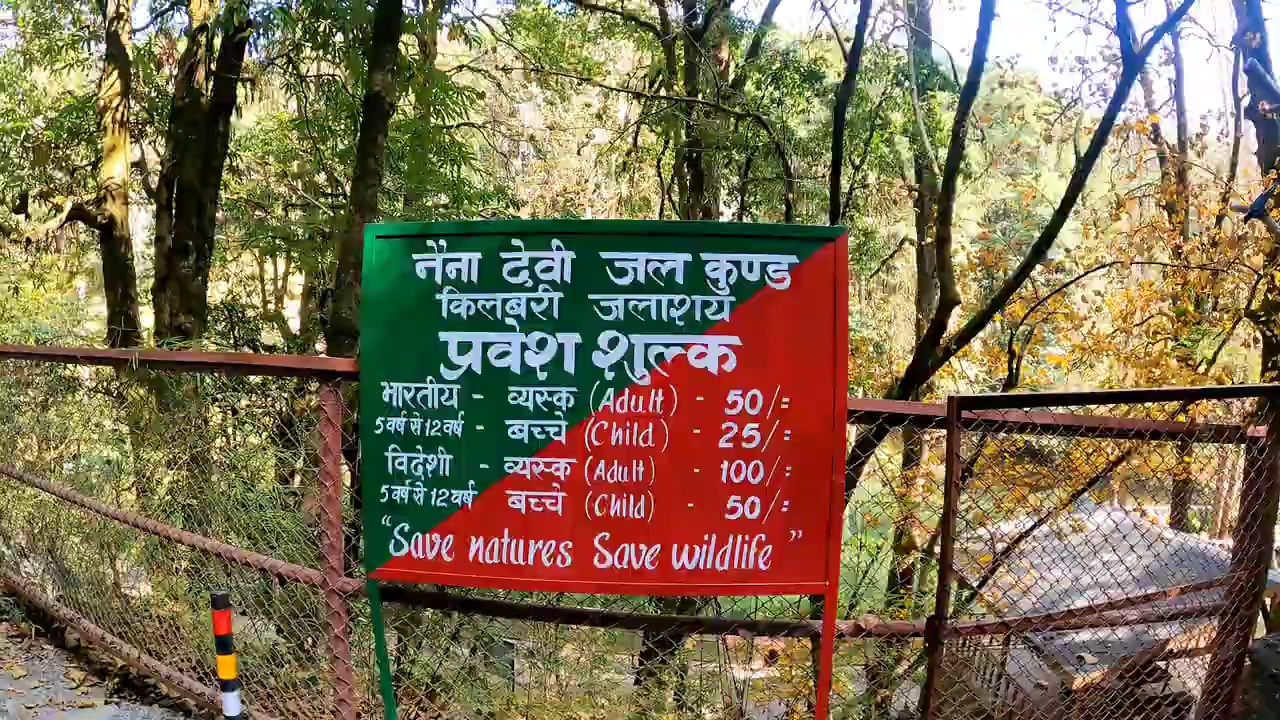 नैना देवी जल कुण्ड
किलबरी जलाशय
प्रवेश शुल्क
भारतीय - व्यस्क (Adult) - 50/=
5 वर्ष से 12 वर्ष - बच्चे (Child) - 25/=
विदेशी - व्यस्क (Adult) - 100/=
5 वर्ष से 12 वर्ष बच्चे (Child) - 50/=
"Save natures Save wildlife"